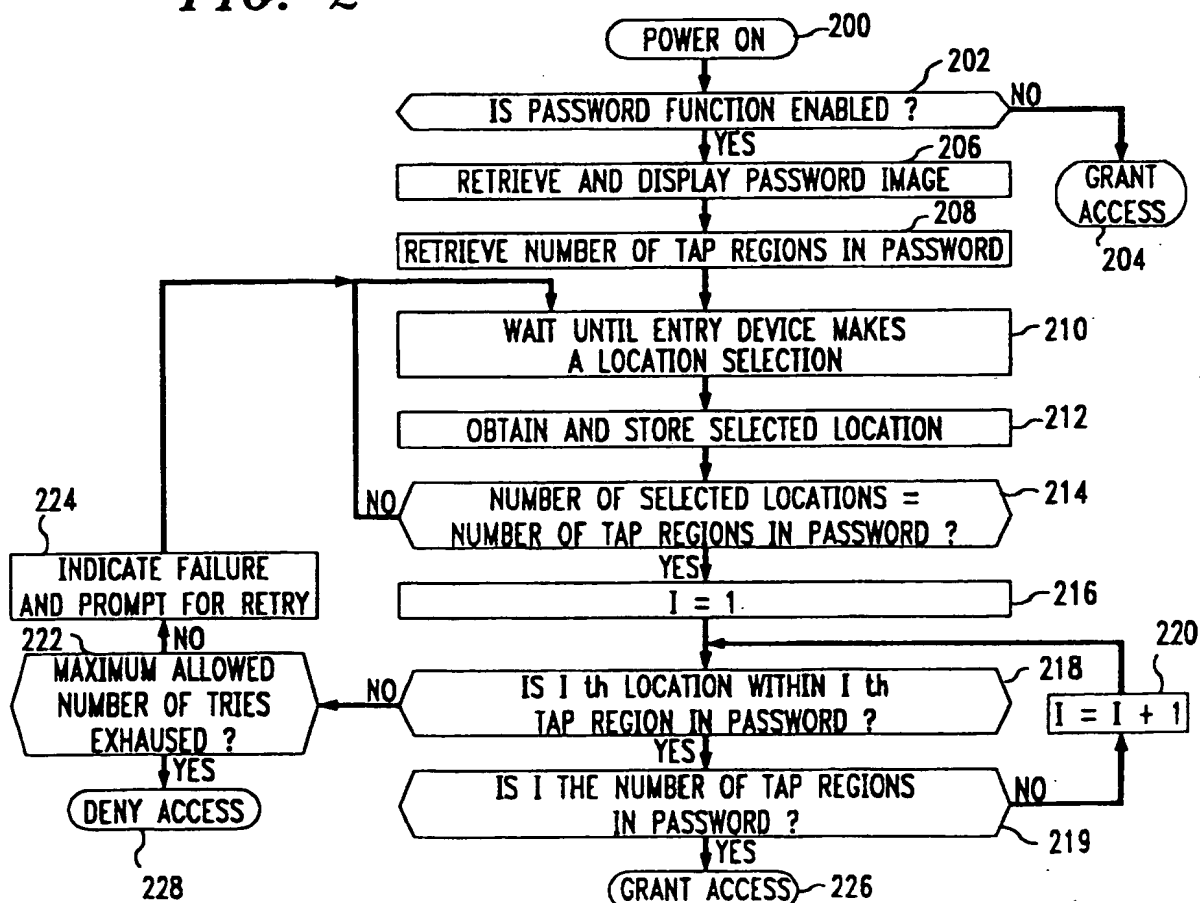 FIG. 2
POWER ON
200
202
IS PASSWORD FUNCTION ENABLED ?
NO
YES
206
RETRIEVE AND DISPLAY PASSWORD IMAGE
GRANT
ACCESS
204
208
RETRIEVE NUMBER OF TAP REGIONS IN PASSWORD
WAIT UNTIL ENTRY DEVICE MAKES
A LOCATION SELECTION
210
OBTAIN AND STORE SELECTED LOCATION
212
NO
NUMBER OF SELECTED LOCATIONS =
NUMBER OF TAP REGIONS IN PASSWORD ?
214
YES
224
INDICATE FAILURE
AND PROMPT FOR RETRY
I = 1
216
222
NO
MAXIMUM ALLOWED
NUMBER OF TRIES
EXHAUSED ?
NO
IS I th LOCATION WITHIN I th
TAP REGION IN PASSWORD ?
218
220
I = I + 1
YES
YES
DENY ACCESS
228
IS I THE NUMBER OF TAP REGIONS
IN PASSWORD ?
NO
219
YES
GRANT ACCESS
226